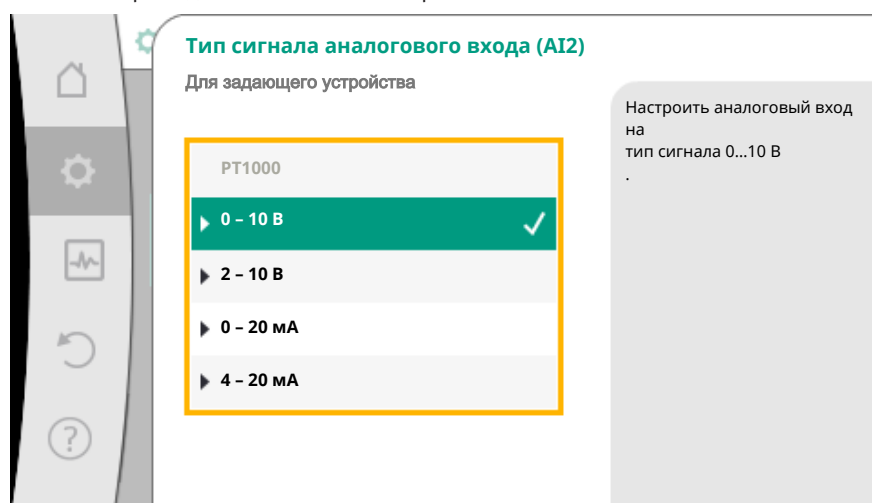 Тип сигнала аналогового входа (AI2)
Для задающего устройства
PT1000
0 – 10 В
2 – 10 В
0 – 20 мА
4 – 20 мА
?
Настроить аналоговый вход
на
тип сигнала 0...10 В
.